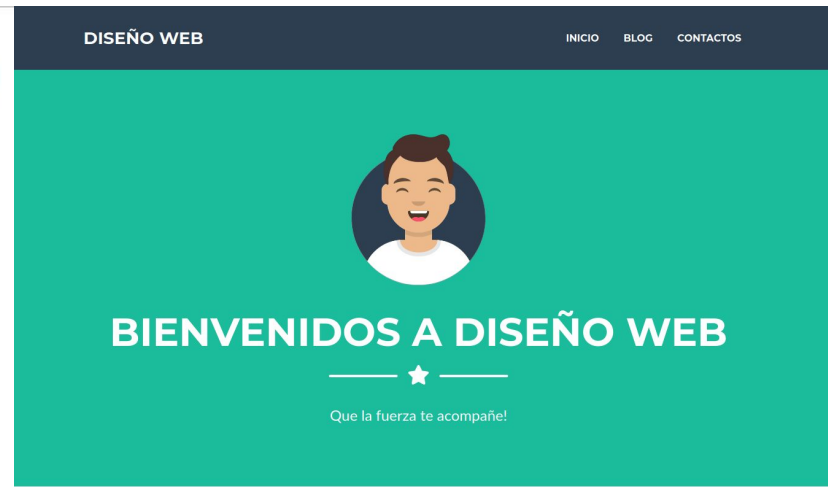 DISEÑO WEB
INICIO BLOG CONTACTOS
BIENVENIDOS A DISEÑO WEB
Que la fuerza te acompañe!